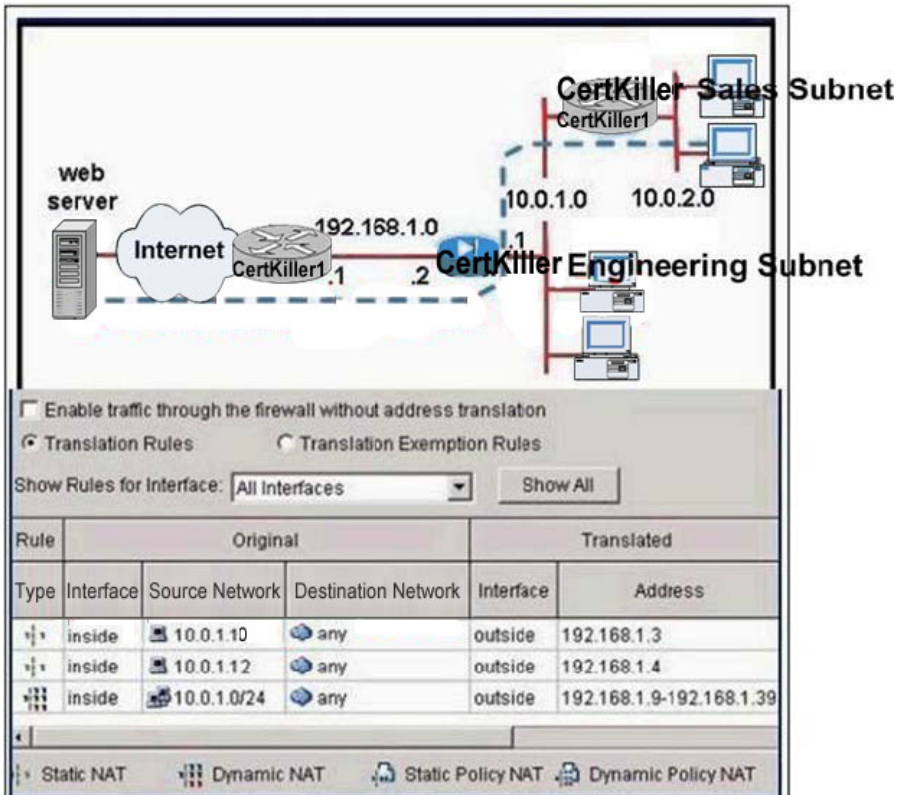 CertKiller Sales Subnet
CertKiller1
web
server
10.0.1.0
10.0.2.0
192.168.1.0
Internet
CertKiller1
.1
.2
CertKiller
.1
Engineering Subnet
Enable traffic through the firewall without address translation
Translation Rules
Translation Exemption Rules
Show Rules for Interface:
All Interfaces
Show All
Rule
Original
Translated
Type Interface Source Network Destination Network Interface Address
inside 10.0.1.10 any outside 192.168.1.3
inside 10.0.1.12 any outside 192.168.1.4
inside 10.0.1.0/24 any outside 192.168.1.9-192.168.1.39
Static NAT
Dynamic NAT
Static Policy NAT
Dynamic Policy NAT